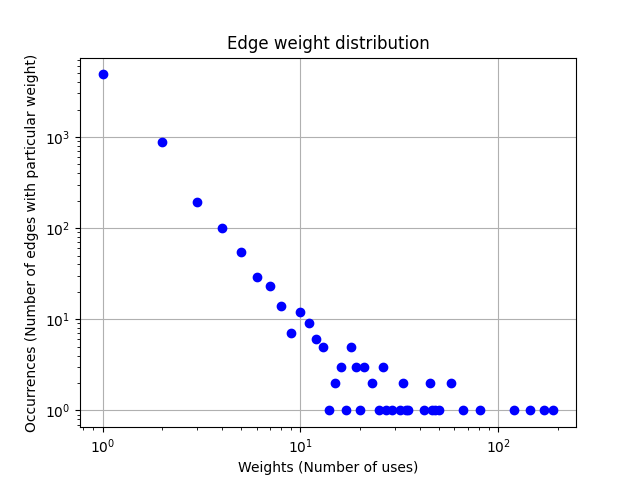 Edge weight distribution
Occurrences (Number of edges with particular weight)
10³
10²
10¹
10⁰
10⁰ 10¹ 10²
Weights (Number of uses)